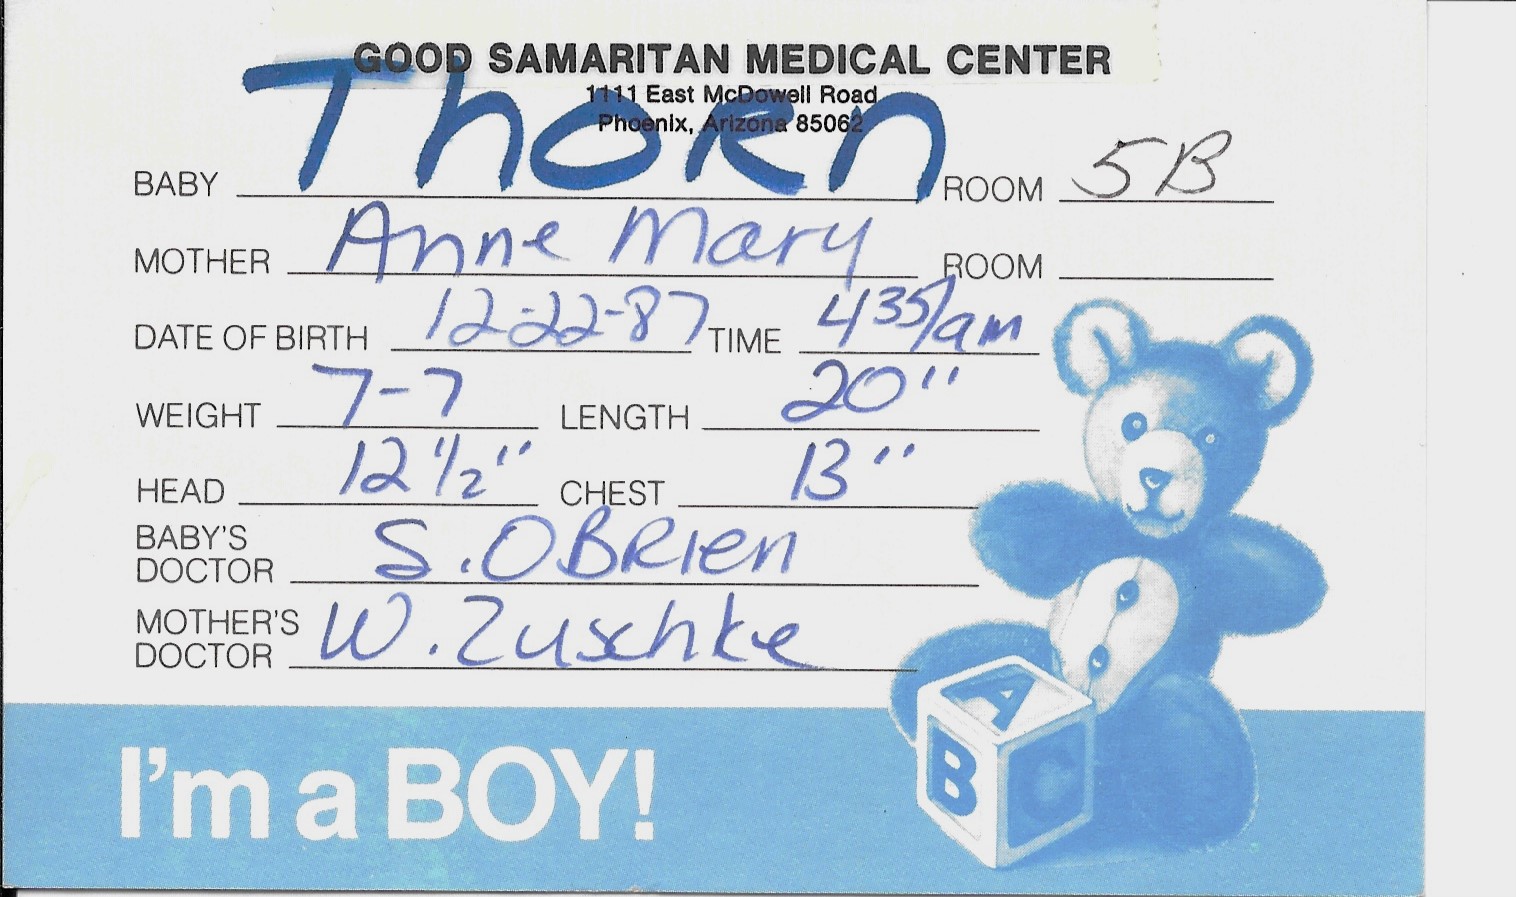 GOOD SAMARITAN MEDICAL CENTER
1111 East McDowell Road
Phoenix, Arizona 85062
BABY Thorn ROOM 5B
MOTHER Anne Mary ROOM
DATE OF BIRTH 12-22-87 TIME 4 35/am
WEIGHT 7-7 LENGTH 20"
HEAD 12 1/2" CHEST 13"
BABY'S DOCTOR S. OBRIEN
MOTHER'S DOCTOR W. Zuschke
A
B
I'm a BOY!